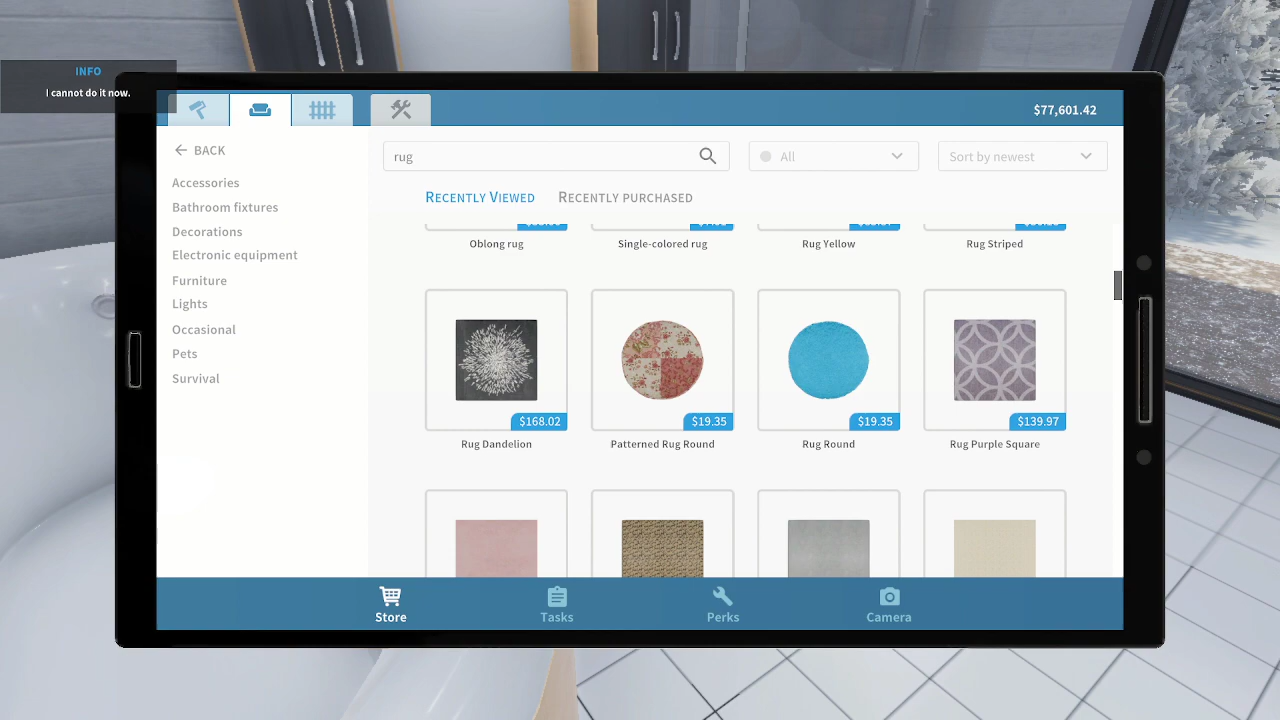 INFO
I cannot do it now.
$77,601.42
BACK
rug
All
Sort by newest
RECENTLY VIEWED
RECENTLY PURCHASED
Accessories
Bathroom fixtures
Decorations
Electronic equipment
Furniture
Lights
Occasional
Pets
Survival
Oblong rug
Single-colored rug
Rug Yellow
Rug Striped
$168.02
$19.35
$19.35
$139.97
Rug Dandelion
Patterned Rug Round
Rug Round
Rug Purple Square
Store
Tasks
Perks
Camera